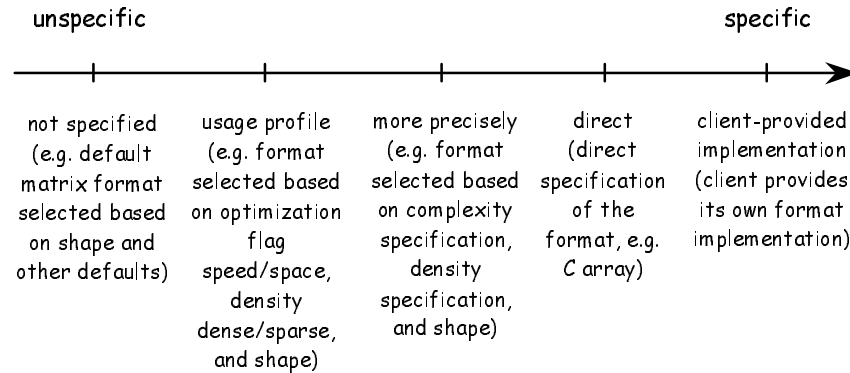 unspecific
specific
not specified
(e.g. default
matrix format
selected based
on shape and
other defaults)
usage profile
(e.g. format
selected based
on optimization
flag
speed/space,
density
dense/sparse,
and shape)
more precisely
(e.g. format
selected based
on complexity
specification,
density
specification,
and shape)
direct
(direct
specification
of the
format, e.g.
C array)
client-provided
implementation
(client provides
its own format
implementation)